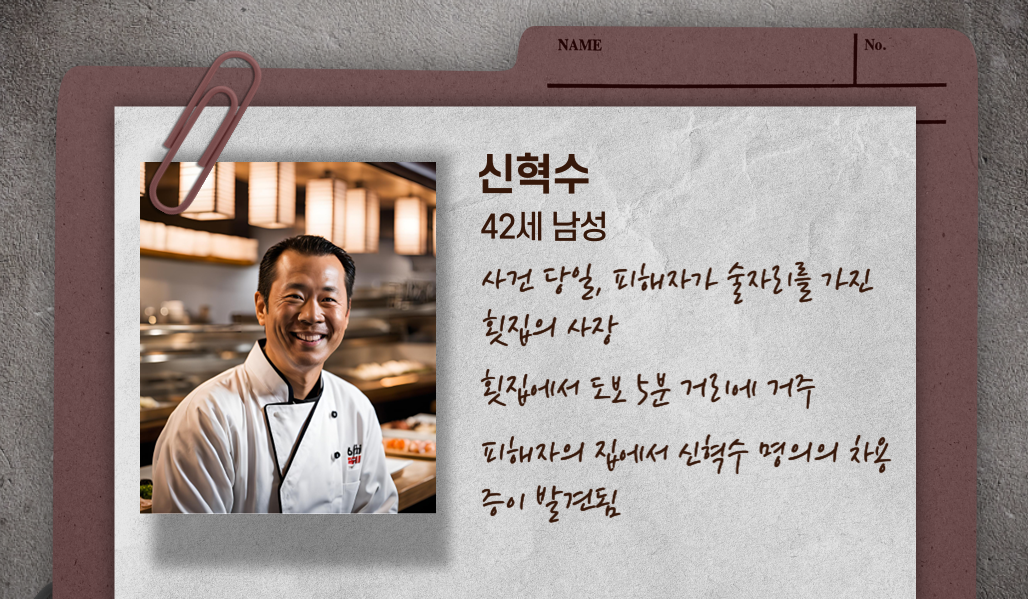 NAME
No.
신혁수
42세 남성
사건 당일, 피해자가 술자리를 가진
횟집의 사장
횟집에서 도보 5분 거리에 거주
피해자의 집에서 신혁수 명의의 차용
증이 발견됨